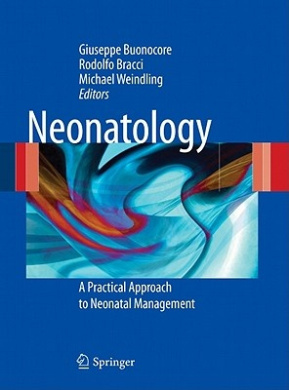 Giuseppe Buonocore
Rodolfo Bracci
Michael Weindling
Editors
Neonatology
A Practical Approach
to Neonatal Management
Springer